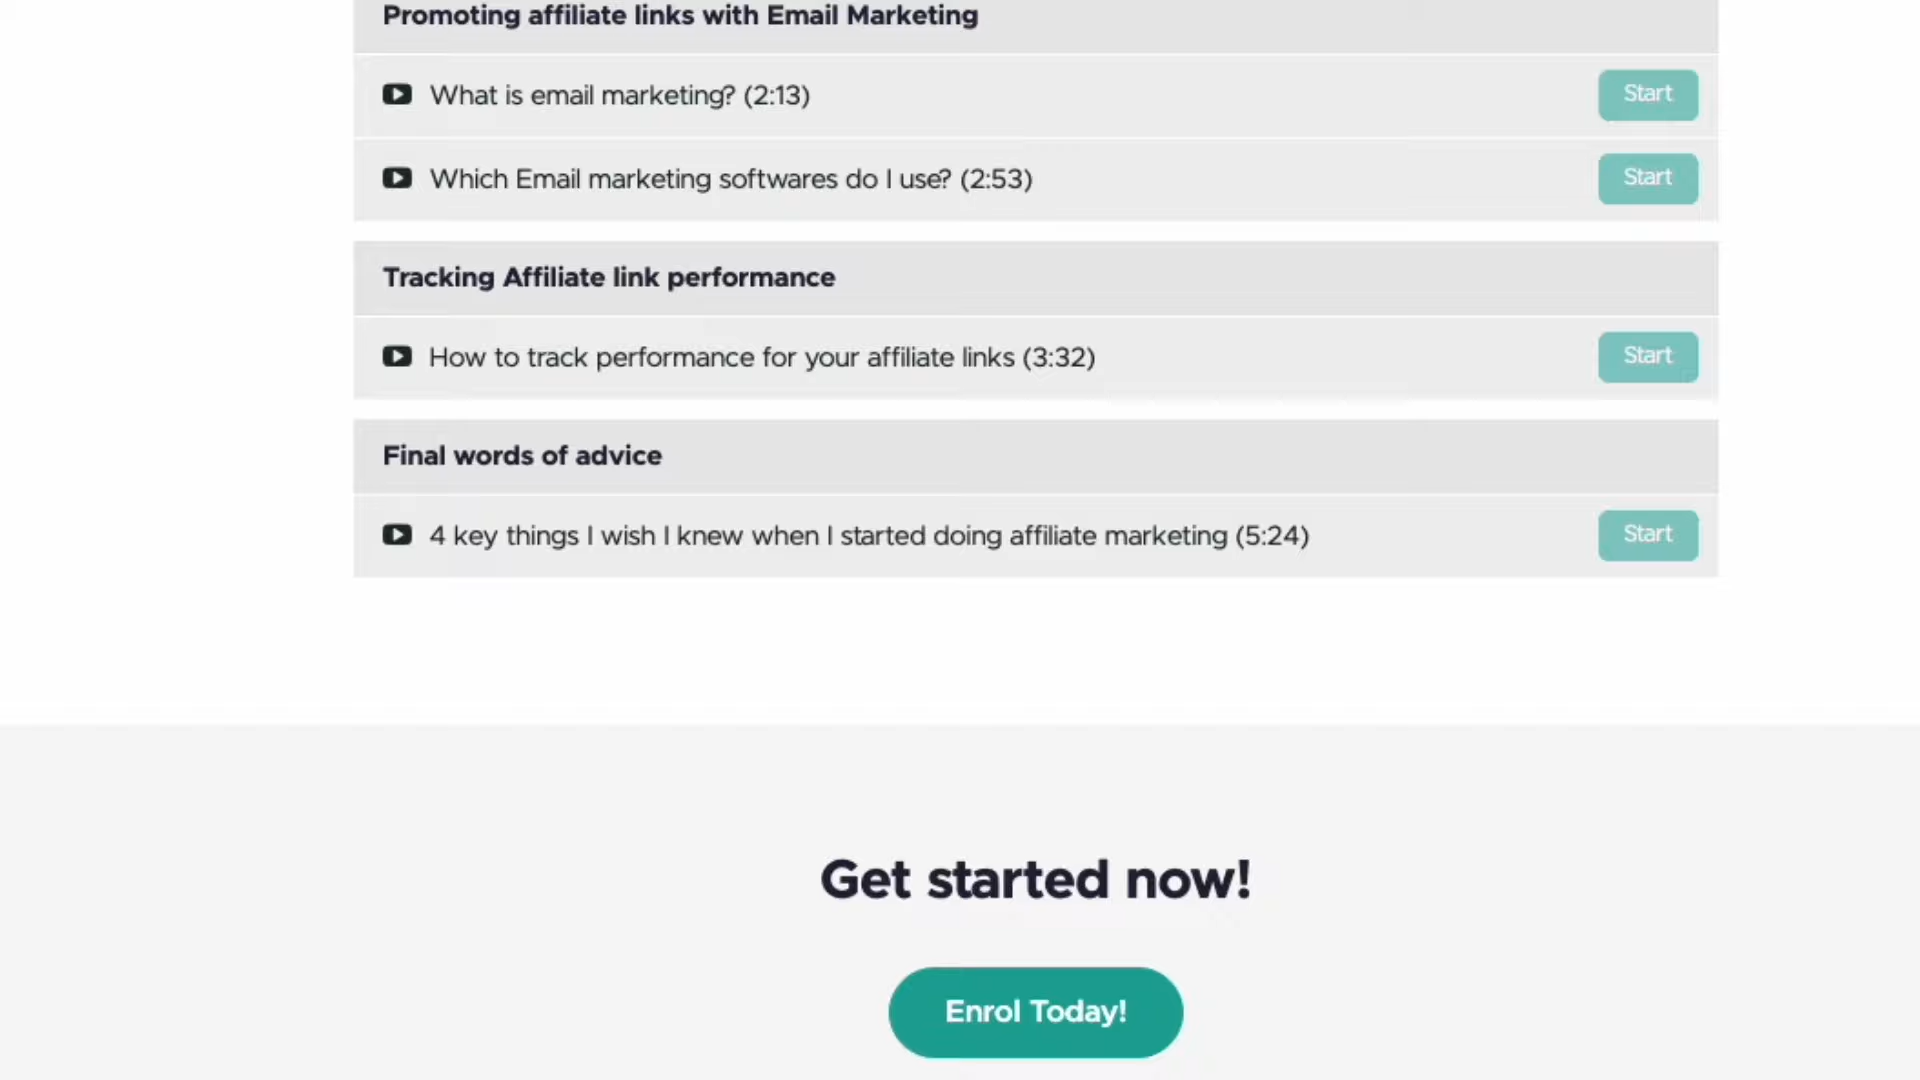 Promoting affiliate links with Email Marketing
What is email marketing? (2:13)
Start
Which Email marketing softwares do I use? (2:53)
Start
Tracking Affiliate link performance
How to track performance for your affiliate links (3:32)
Start
Final words of advice
4 key things I wish I knew when I started doing affiliate marketing (5:24)
Start
Get started now!
Enrol Today!